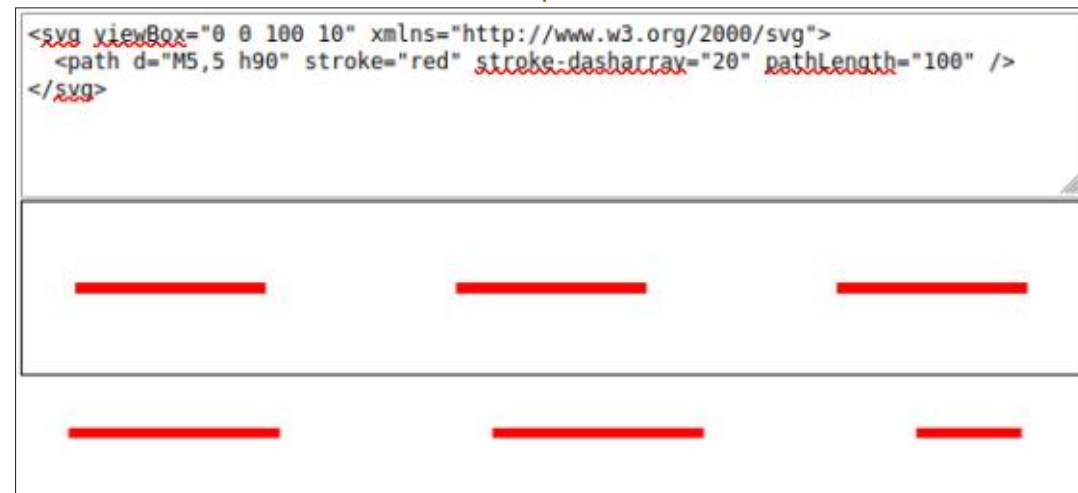 <svg viewBox="0 0 100 10" xmlns="http://www.w3.org/2000/svg">
  <path d="M5,5 h90" stroke="red" stroke-dasharray="20" pathLength="100" />
</svg>